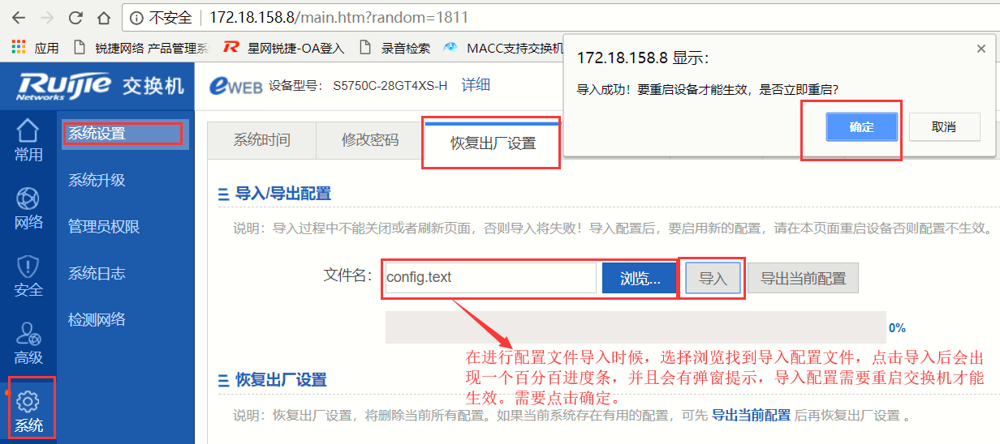 不安全 172.18.158.8/main.htm?random=1811
应用 锐捷网络 产品管理系 星网锐捷-OA登入 录音检索 MACC支持交换机
172.18.158.8 显示：
导入成功！要重启设备才能生效，是否立即重启？
确定 取消
Ruijie Networks 交换机
eWEB 设备型号： S5750C-28GT4XS-H 详细
常用
网络
安全
高级
系统
系统设置
系统升级
管理员权限
系统日志
检测网络
系统时间 修改密码 恢复出厂设置
导入/导出配置
说明：导入过程中不能关闭或者刷新页面，否则导入将失败！导入配置后，要启用新的配置，请在本页面重启设备否则配置不生效。
文件名： config.text 浏览... 导入 导出当前配置
0%
在进行配置文件导入时候，选择浏览找到导入配置文件，点击导入后会出
现一个百分百进度条，并且会有弹窗提示，导入配置需要重启交换机才能
生效。需要点击确定。
恢复出厂设置
说明：恢复出厂设置，将删除当前所有配置。如果当前系统存在有用的配置，可先 导出当前配置 后再恢复出厂设置 。